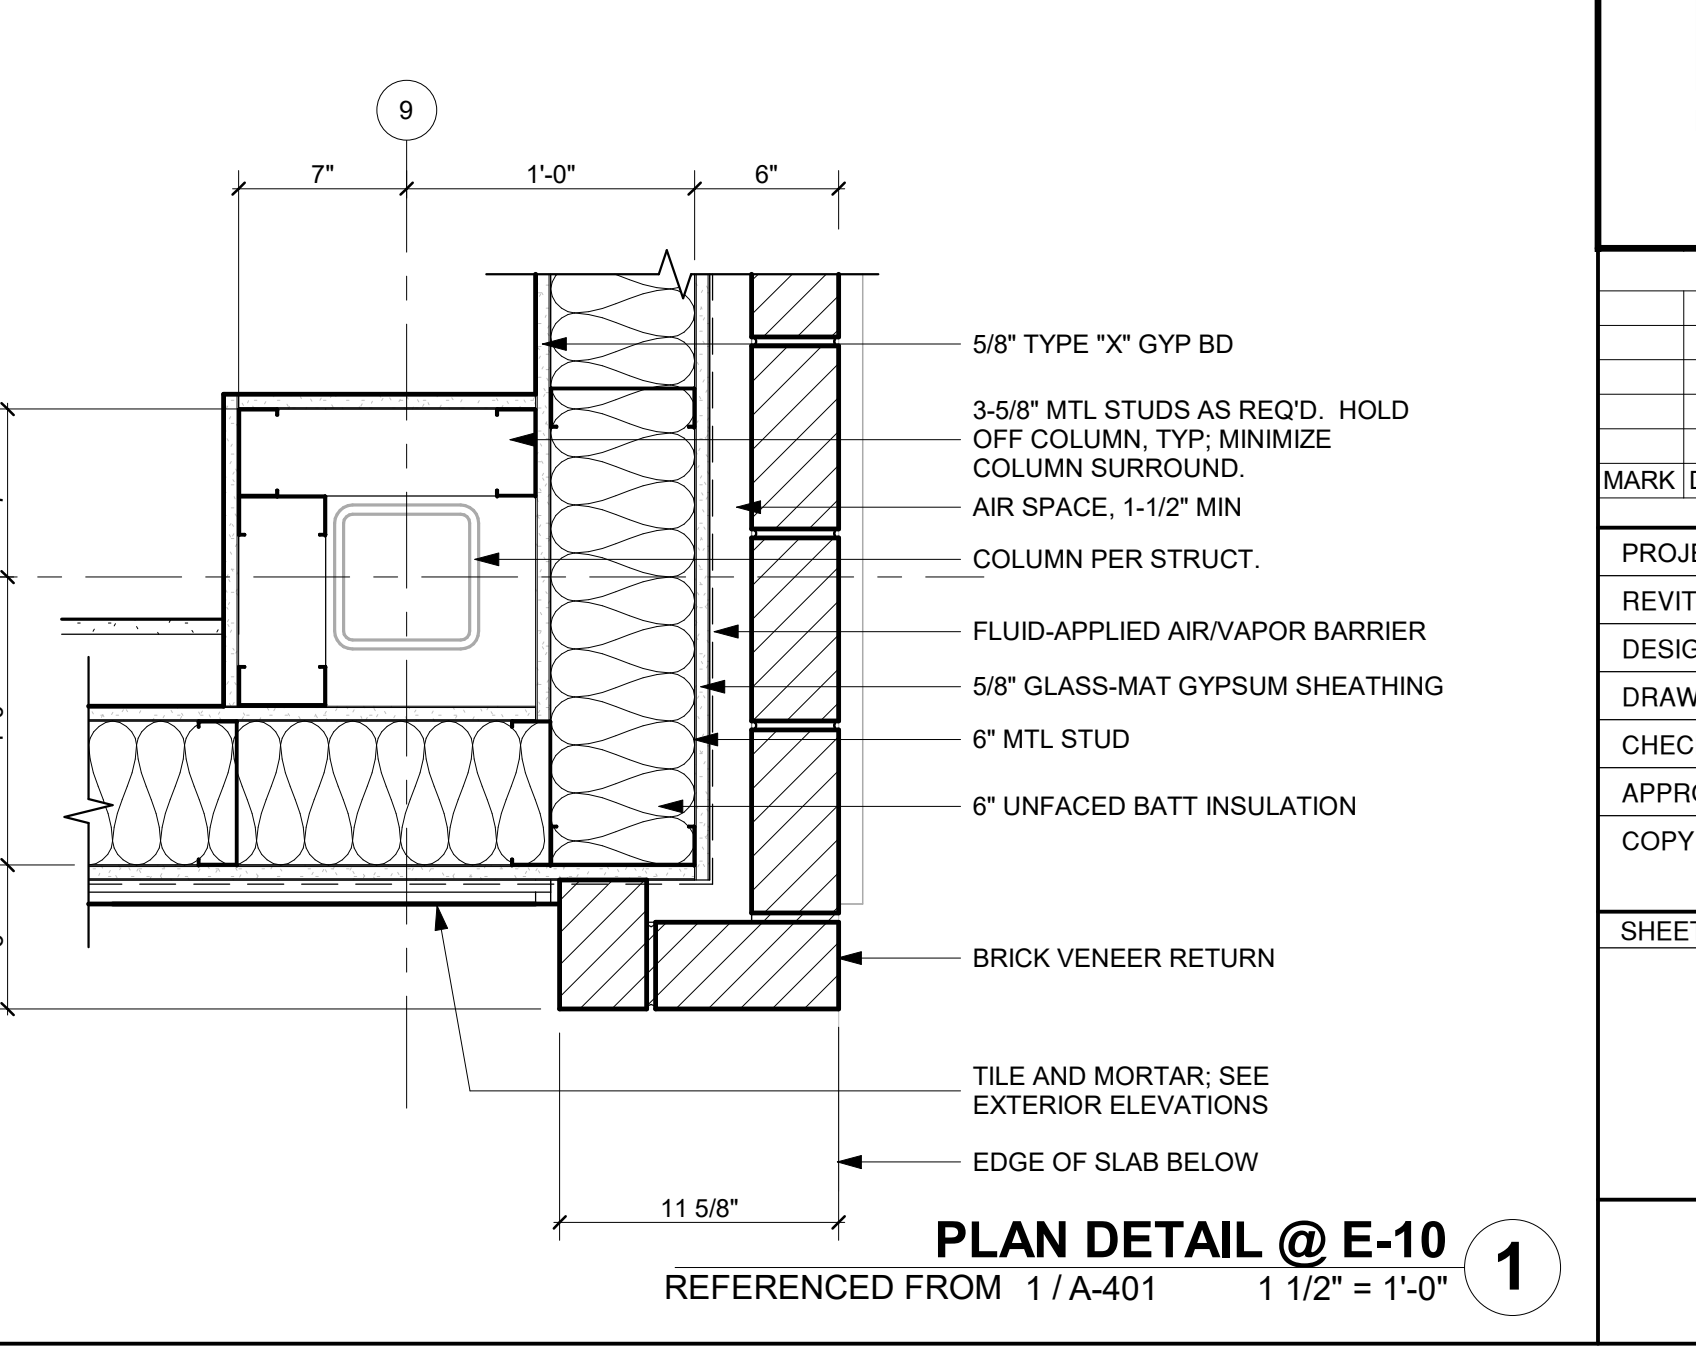 9
7"
1'-0"
6"
5/8" TYPE "X" GYP BD
3-5/8" MTL STUDS AS REQ'D. HOLD
OFF COLUMN, TYP; MINIMIZE
COLUMN SURROUND.
AIR SPACE, 1-1/2" MIN
COLUMN PER STRUCT.
FLUID-APPLIED AIR/VAPOR BARRIER
5/8" GLASS-MAT GYPSUM SHEATHING
6" MTL STUD
6" UNFACED BATT INSULATION
BRICK VENEER RETURN
TILE AND MORTAR; SEE
EXTERIOR ELEVATIONS
EDGE OF SLAB BELOW
11 5/8"
PLAN DETAIL @ E-10
1
REFERENCED FROM 1 / A-401 1 1/2" = 1'-0"
MARK
PROJE
REVIT
DESIG
DRAW
CHEC
APPRO
COPY
SHEET